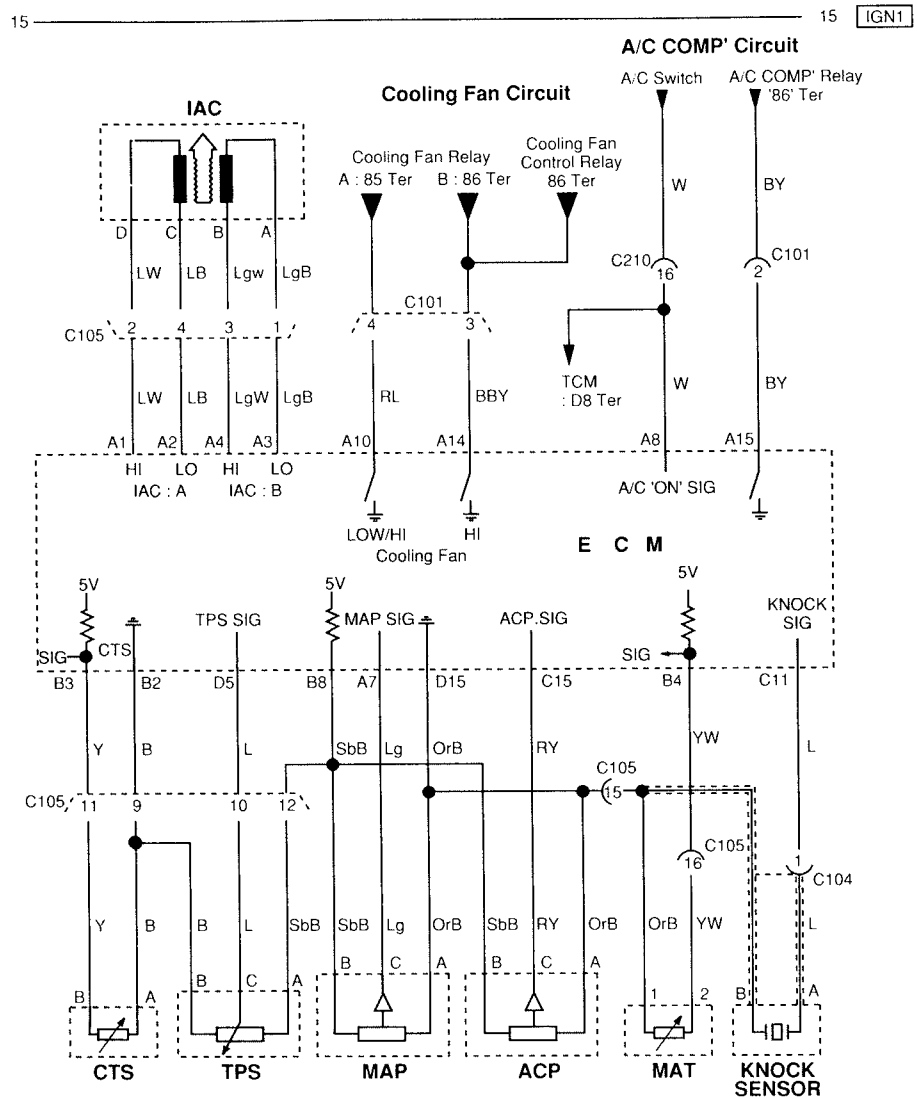 15 15 IGN1
A/C COMP' Circuit
A/C Switch A/C COMP' Relay
'86' Ter
Cooling Fan Circuit
IAC
Cooling Fan
Control Relay
86 Ter
Cooling Fan Relay
A : 85 Ter B : 86 Ter
W BY
D C B A
C210 16 2 C101
LW LB Lgw LgB
C101
C105 2 4 3 1 4 3
TCM
: D8 Ter
W BY
LW LB LgW LgB RL BBY
A1 A2 A4 A3 A10 A14 A8 A15
HI LO HI LO
IAC : A IAC : B
A/C 'ON' SIG
LOW/HI HI
Cooling Fan
E C M
5V 5V 5V
KNOCK
SIG
TPS SIG MAP SIG ACP.SIG
SIG CTS SIG
B3 B2 D5 B8 A7 D15 C15 B4 C11
Y B L SbB Lg OrB RY YW L
C105
15
C105 11 9 10 12
C105
16 1
C104
Y B B L SbB SbB Lg OrB SbB RY OrB OrB YW L
B C A B C A B C A
B A 1 2 B A
CTS TPS MAP ACP MAT KNOCK
SENSOR